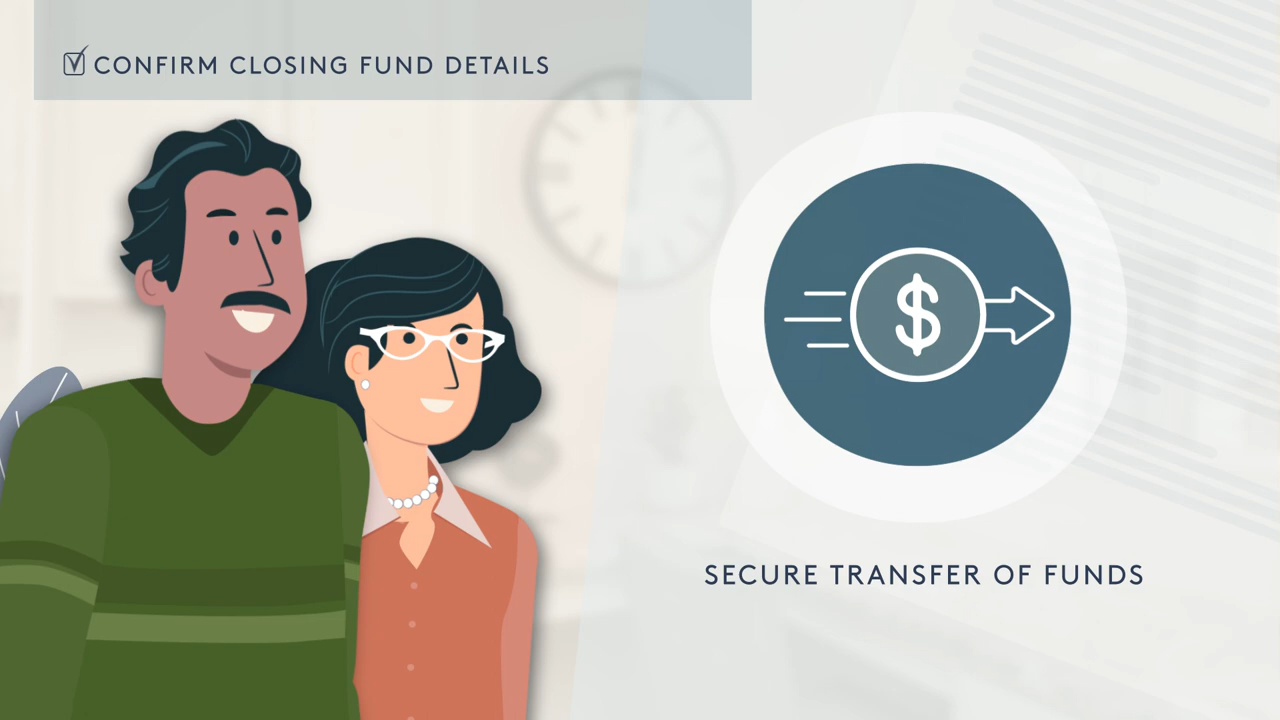 CONFIRM CLOSING FUND DETAILS
$
SECURE TRANSFER OF FUNDS